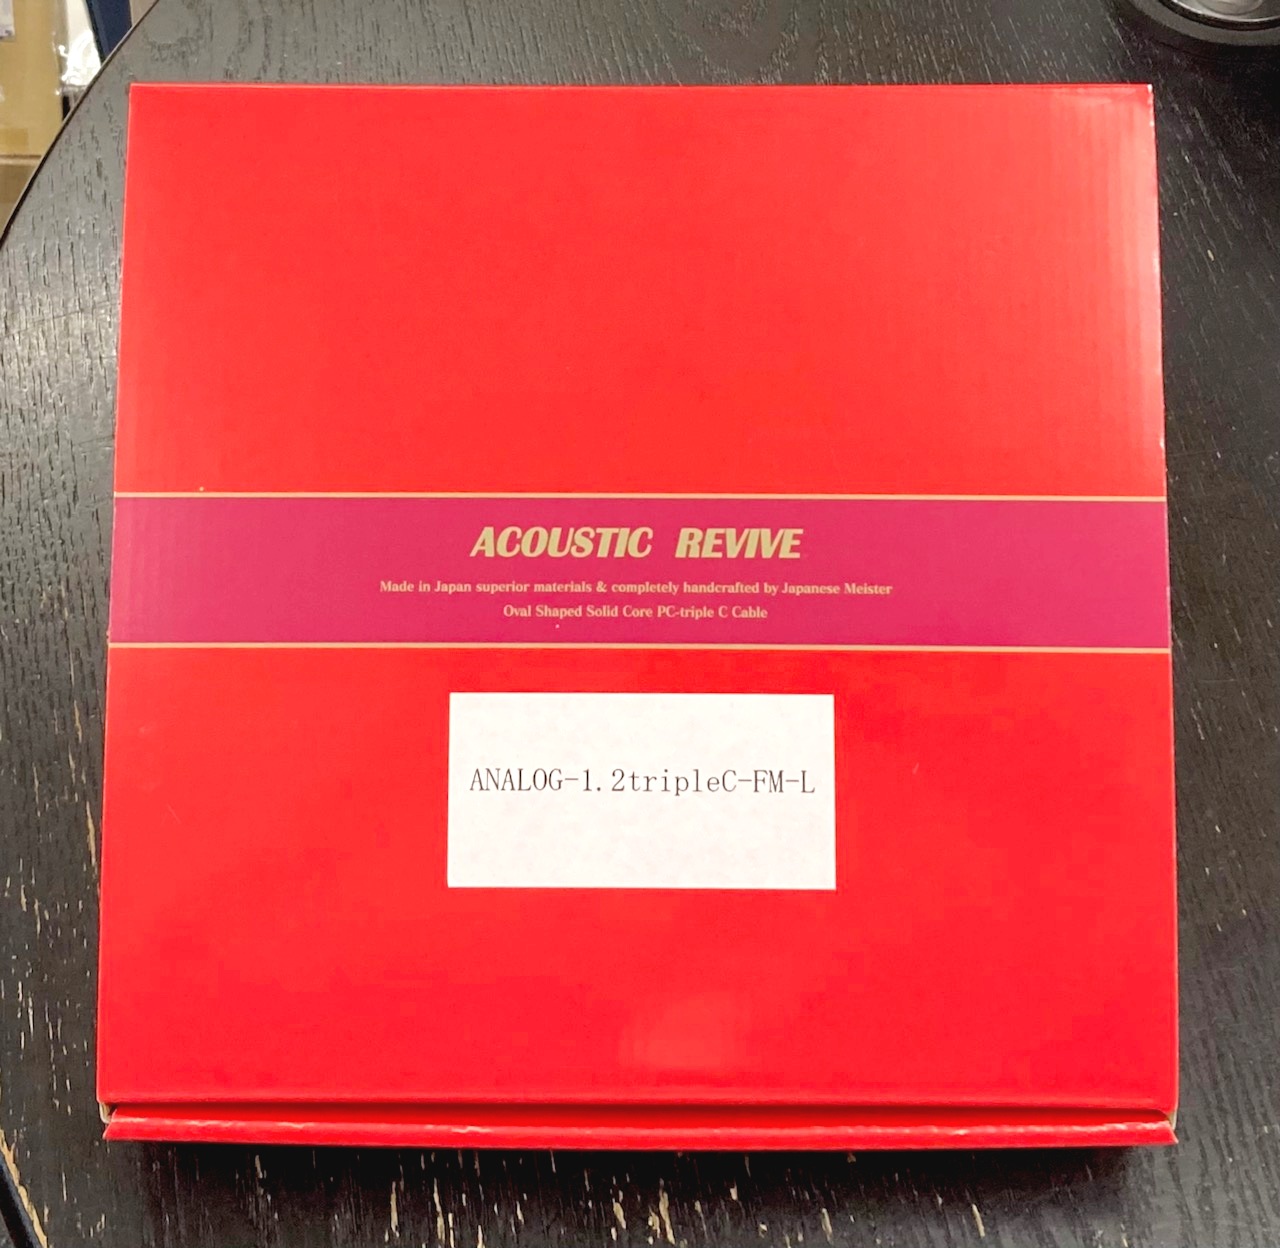 ACOUSTIC REVIVE
Made in Japan superior materials & completely handcrafted by Japanese Meister
Oval Shaped Solid Core PC-triple C Cable
ANALOG-1.2tripleC-FM-L